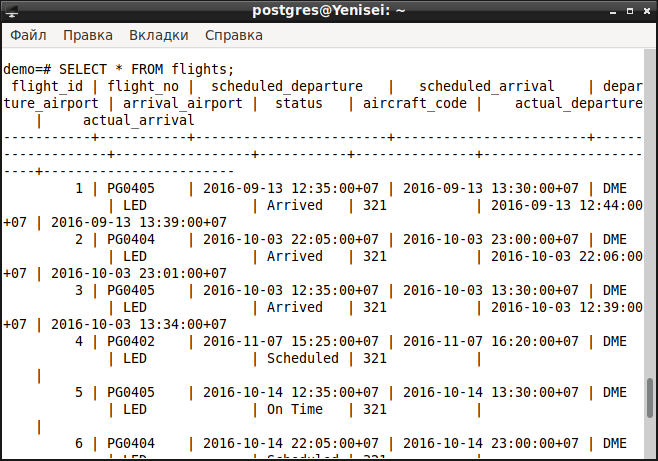 postgres@Yenisei: ~
Файл Правка Вкладки Справка
demo=# SELECT * FROM flights;
 flight_id | flight_no |  scheduled_departure   |   scheduled_arrival    | depar
ture_airport | arrival_airport |  status   | aircraft_code |    actual_departure
    |     actual_arrival
-----------+-----------+------------------------+------------------------+------
-------------+-----------------+-----------+---------------+--------------------
----+------------------------
         1 | PG0405    | 2016-09-13 12:35:00+07 | 2016-09-13 13:30:00+07 | DME
             | LED             | Arrived   | 321           | 2016-09-13 12:44:00
+07 | 2016-09-13 13:39:00+07
         2 | PG0404    | 2016-10-03 22:05:00+07 | 2016-10-03 23:00:00+07 | DME
             | LED             | Arrived   | 321           | 2016-10-03 22:06:00
+07 | 2016-10-03 23:01:00+07
         3 | PG0405    | 2016-10-03 12:35:00+07 | 2016-10-03 13:30:00+07 | DME
             | LED             | Arrived   | 321           | 2016-10-03 12:39:00
+07 | 2016-10-03 13:34:00+07
         4 | PG0402    | 2016-11-07 15:25:00+07 | 2016-11-07 16:20:00+07 | DME
             | LED             | Scheduled | 321           |
    |
         5 | PG0405    | 2016-10-14 12:35:00+07 | 2016-10-14 13:30:00+07 | DME
             | LED             | On Time   | 321           |
    |
         6 | PG0404    | 2016-10-14 22:05:00+07 | 2016-10-14 23:00:00+07 | DME
             | LED             | Scheduled | 321           |